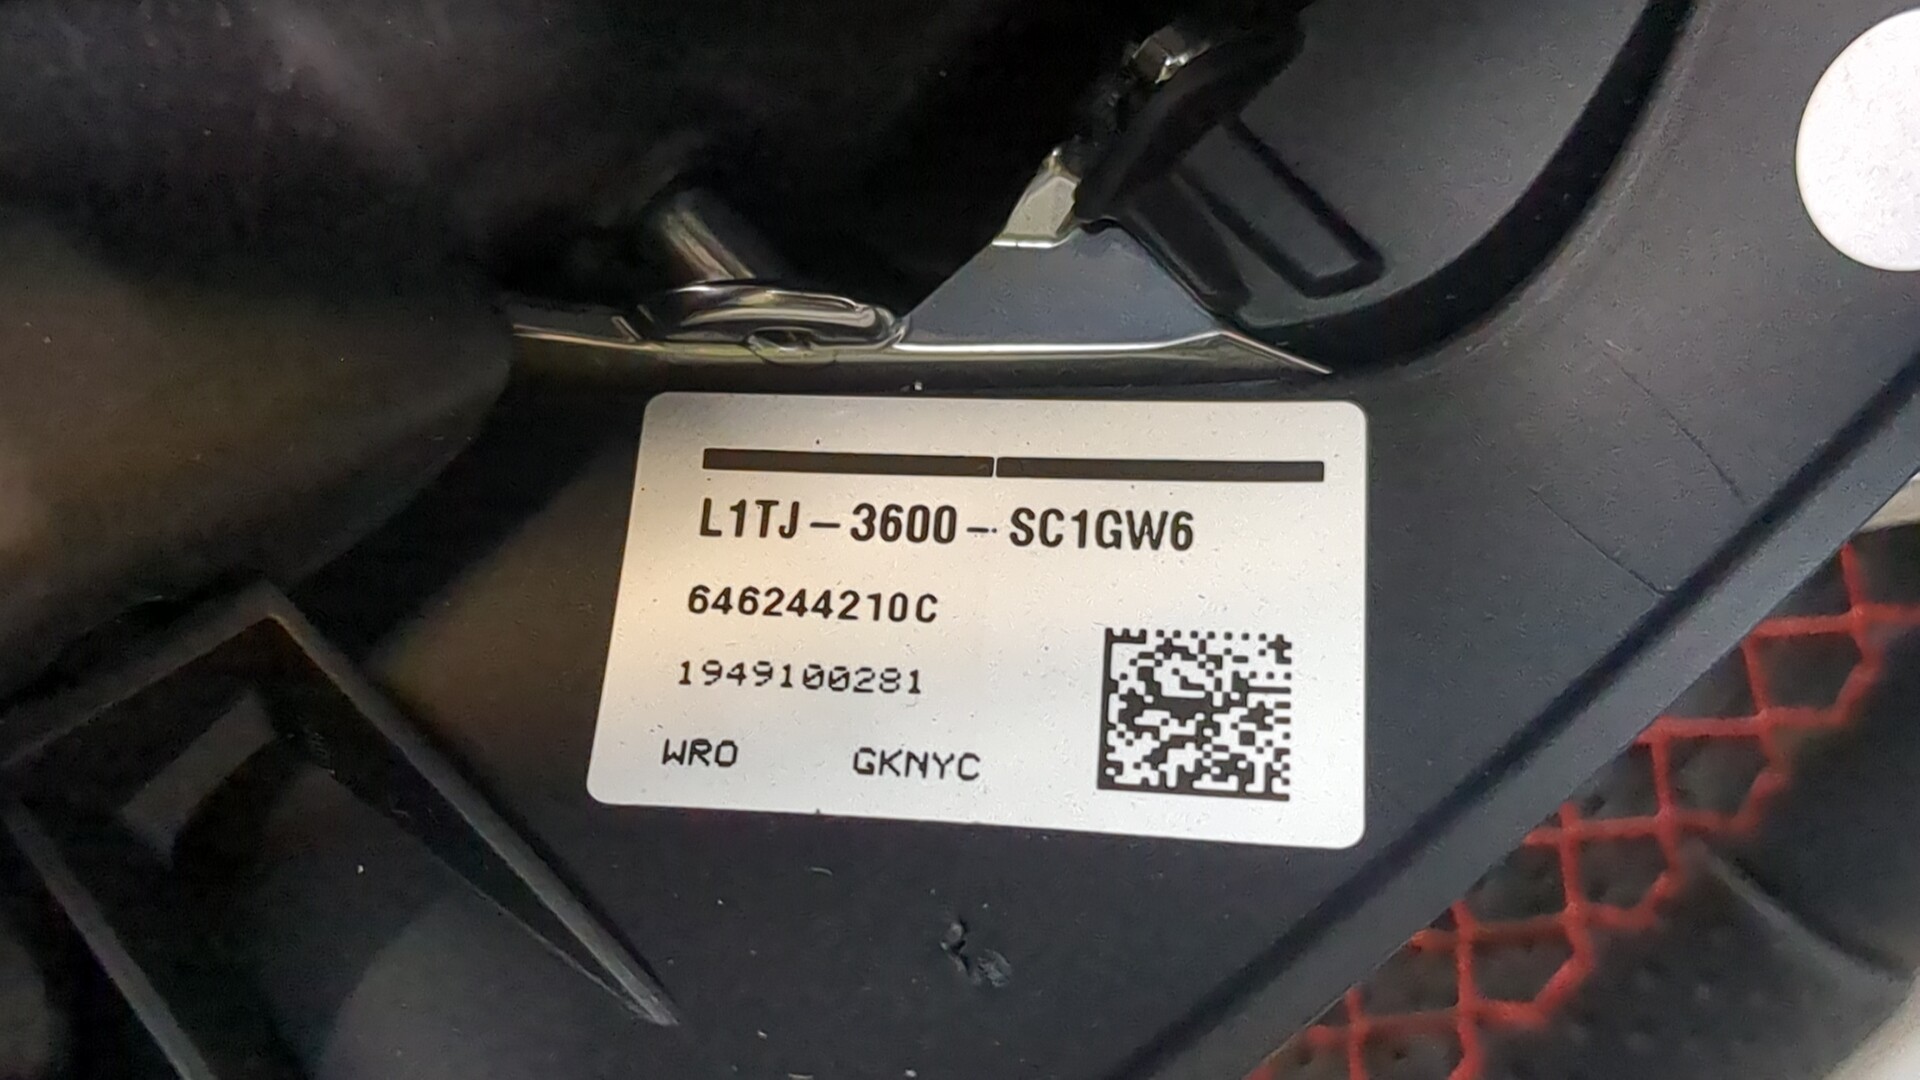 L1TJ-3600-SC1GW6
646244210C
1949100281
WRO GKNYC